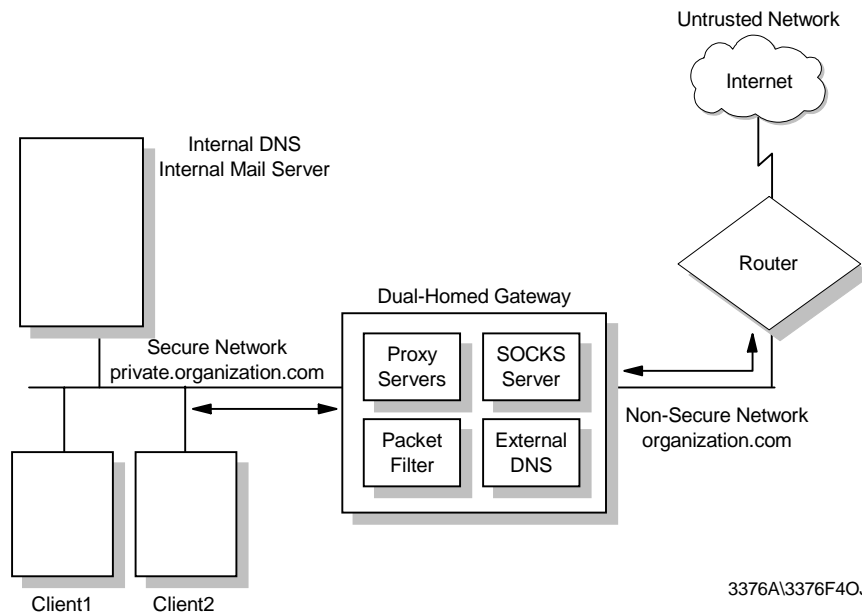 Untrusted Network
Internet
Internal DNS
Internal Mail Server
Router
Dual-Homed Gateway
Secure Network
private.organization.com
Proxy
Servers
SOCKS
Server
Packet
Filter
External
DNS
Non-Secure Network
organization.com
Client1
Client2
3376A\3376F4OJ